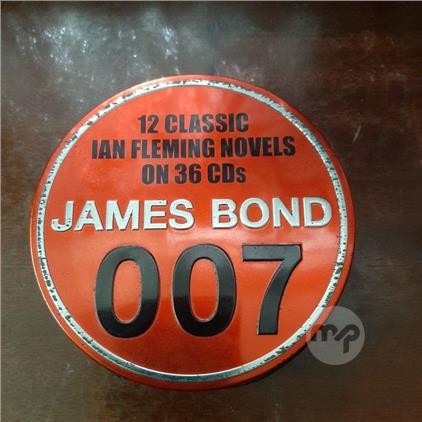 12 CLASSIC
IAN FLEMING NOVELS
ON 36 CDs
JAMES BOND
007
mp